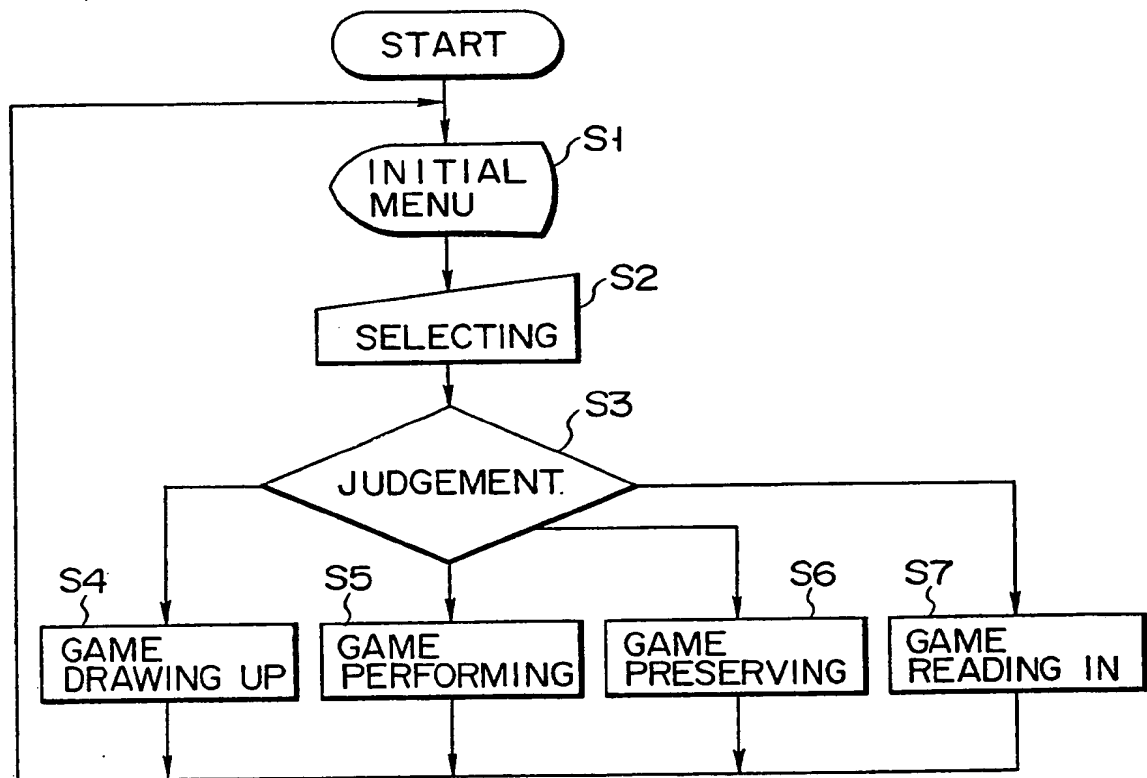 START
S1
INITIAL
MENU
S2
SELECTING
S3
JUDGEMENT.
S4
GAME
DRAWING UP
S5
GAME
PERFORMING
S6
GAME
PRESERVING
S7
GAME
READING IN